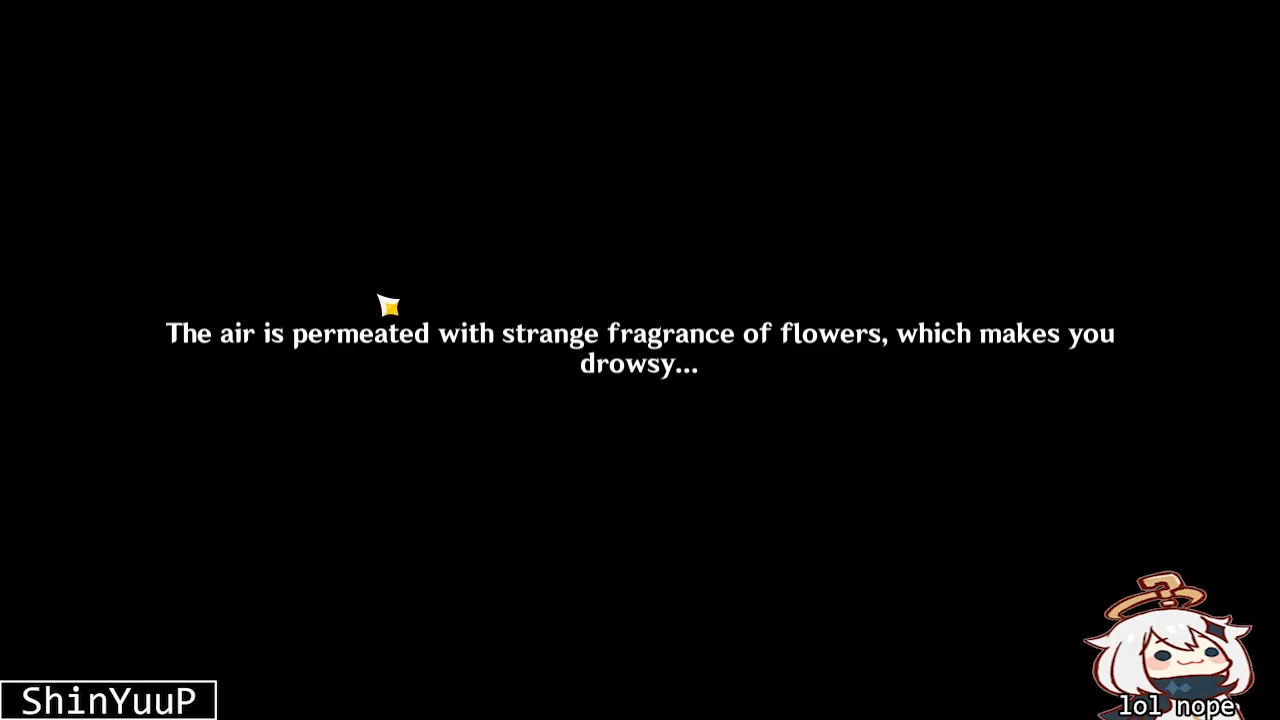 The air is permeated with strange fragrance of flowers, which makes you
drowsy...
ShinYuuP
lol nope